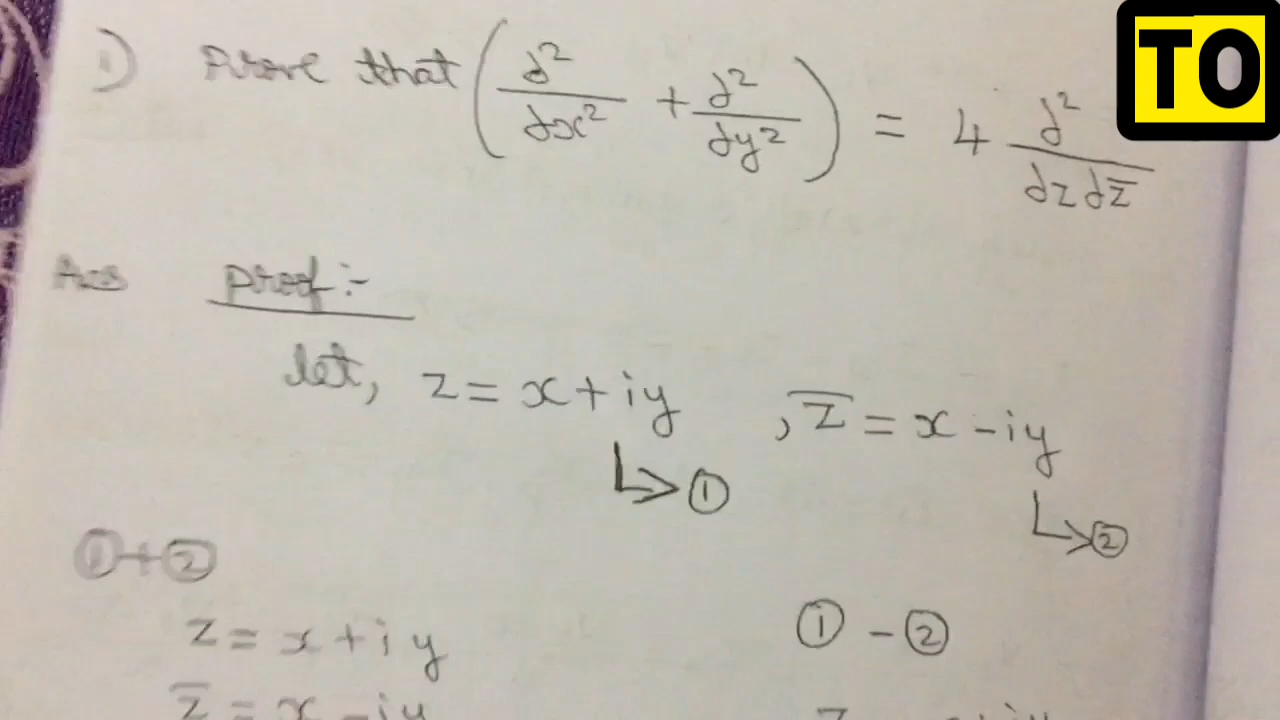 TO
1) Prove that (∂²/∂x² + ∂²/∂y²) = 4 ∂²/∂z∂z̅
Ans Proof:-
let, z = x + iy , z̅ = x - iy
↳ ①
↳ ②
① + ②
① - ②
z = x + iy
z̅ = x - iy